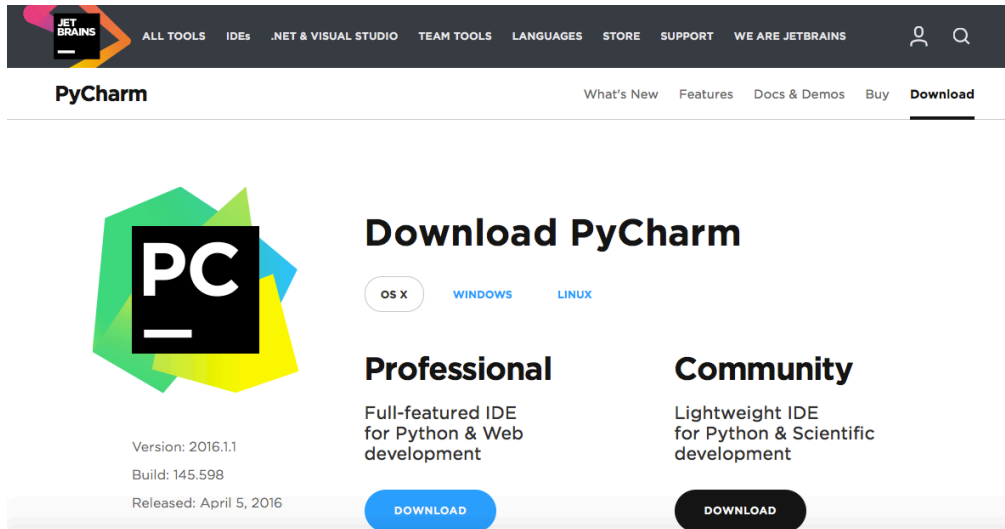 JET
BRAINS
ALL TOOLS IDEs .NET & VISUAL STUDIO TEAM TOOLS LANGUAGES STORE SUPPORT WE ARE JETBRAINS
PyCharm
What's New Features Docs & Demos Buy Download
PC
Download PyCharm
OS X WINDOWS LINUX
Professional
Full-featured IDE
for Python & Web
development
DOWNLOAD
Community
Lightweight IDE
for Python & Scientific
development
DOWNLOAD
Version: 2016.1.1
Build: 145.598
Released: April 5, 2016